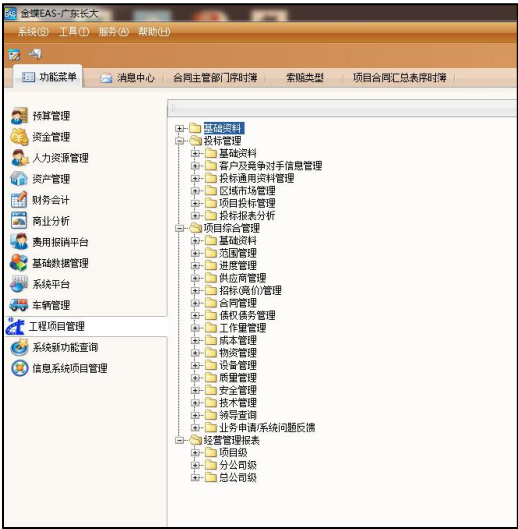 金蝶EAS-广东长大
系统(S) 工具(T) 服务(A) 帮助(H)
功能菜单 消息中心 合同主管部门序时簿 索赔类型 项目合同汇总表序时簿
预算管理
资金管理
人力资源管理
资产管理
财务会计
商业分析
费用报销平台
基础数据管理
系统平台
车辆管理
工程项目管理
系统新功能查询
信息系统项目管理
基础资料
投标管理
基础资料
客户及竞争对手信息管理
投标通用资料管理
区域市场管理
项目投标管理
投标报表分析
项目综合管理
基础资料
范围管理
进度管理
供应商管理
招标(竞价)管理
合同管理
债权债务管理
工作量管理
成本管理
物资管理
设备管理
质量管理
安全管理
技术管理
领导查询
业务申请/系统问题反馈
经营管理报表
项目级
分公司级
总公司级